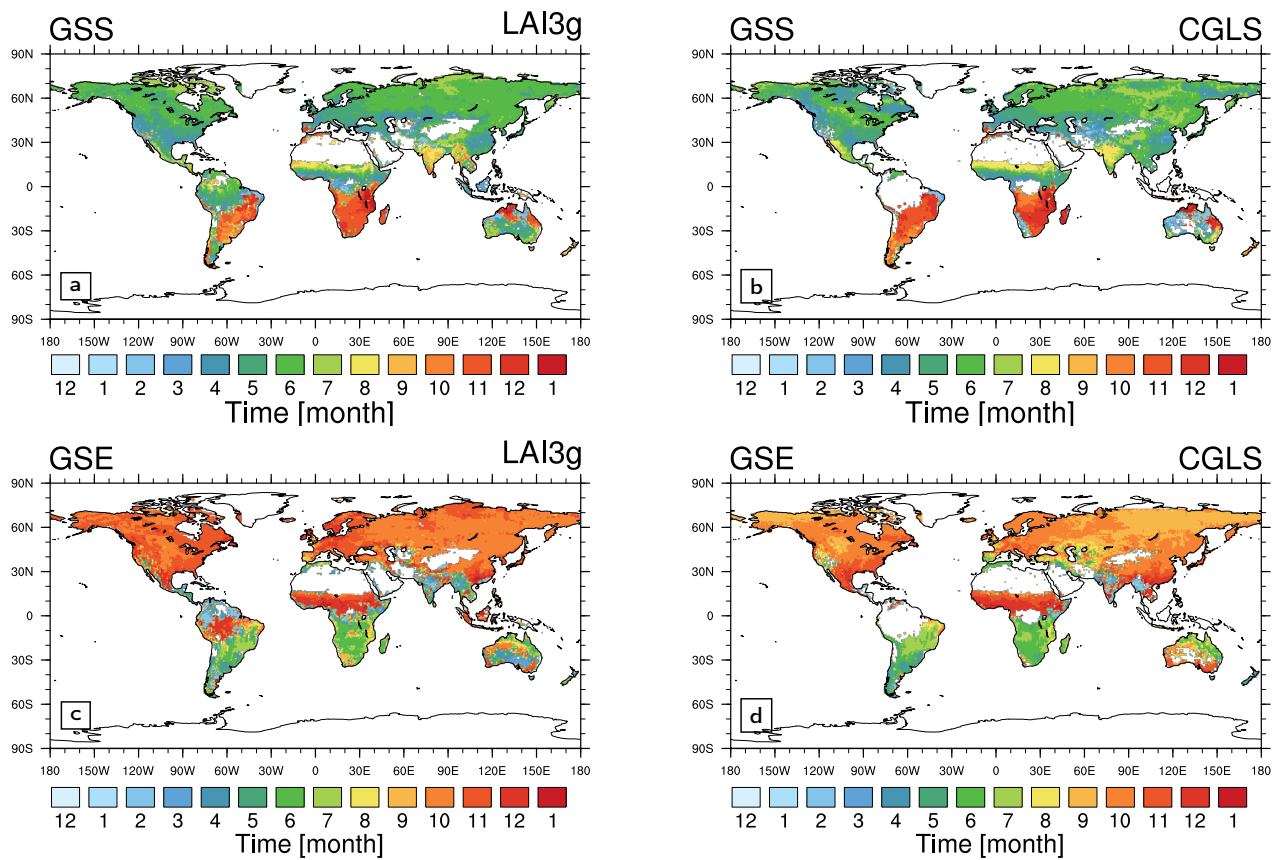 GSS LAI3g
90N
60N
30N
0
30S
60S
90S
a
180 150W 120W 90W 60W 30W 0 30E 60E 90E 120E 150E 180
12 1 2 3 4 5 6 7 8 9 10 11 12 1
Time [month]
GSS CGLS
90N
60N
30N
0
30S
60S
90S
b
180 150W 120W 90W 60W 30W 0 30E 60E 90E 120E 150E 180
12 1 2 3 4 5 6 7 8 9 10 11 12 1
Time [month]
GSE LAI3g
90N
60N
30N
0
30S
60S
90S
c
180 150W 120W 90W 60W 30W 0 30E 60E 90E 120E 150E 180
12 1 2 3 4 5 6 7 8 9 10 11 12 1
Time [month]
GSE CGLS
90N
60N
30N
0
30S
60S
90S
d
180 150W 120W 90W 60W 30W 0 30E 60E 90E 120E 150E 180
12 1 2 3 4 5 6 7 8 9 10 11 12 1
Time [month]